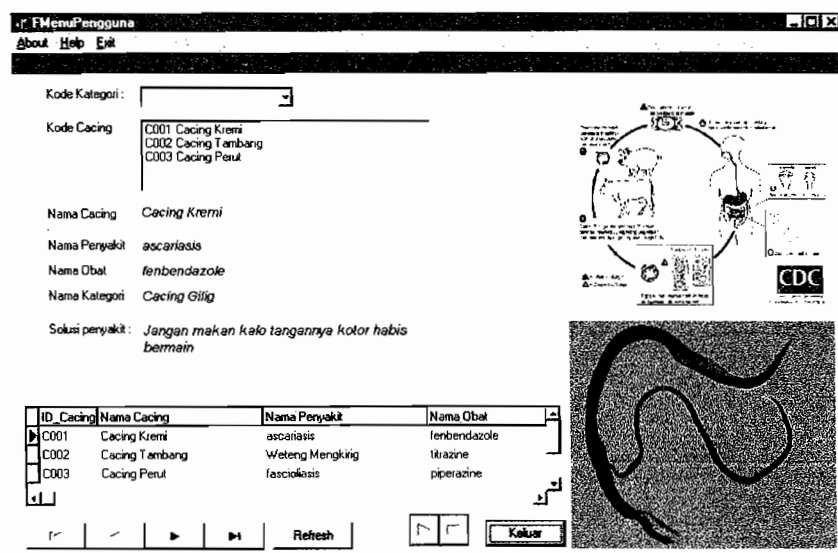 FMenuPengguna
About Help Exit
Kode Kategori :
Kode Cacing
C001 Cacing Kremi
C002 Cacing Tambang
C003 Cacing Perut
Nama Cacing Cacing Kremi
Nama Penyakit ascariasis
Nama Obat fenbendazole
Nama Kategori Cacing Gilig
Solusi penyakit : Jangan makan kalo tangannya kotor habis
bermain
CDC
ID_Cacing Nama Cacing Nama Penyakit Nama Obat
C001 Cacing Kremi ascariasis fenbendazole
C002 Cacing Tambang Weteng Mengkirig titrazine
C003 Cacing Perut fascioliasis piperazine
Refresh
Keluar